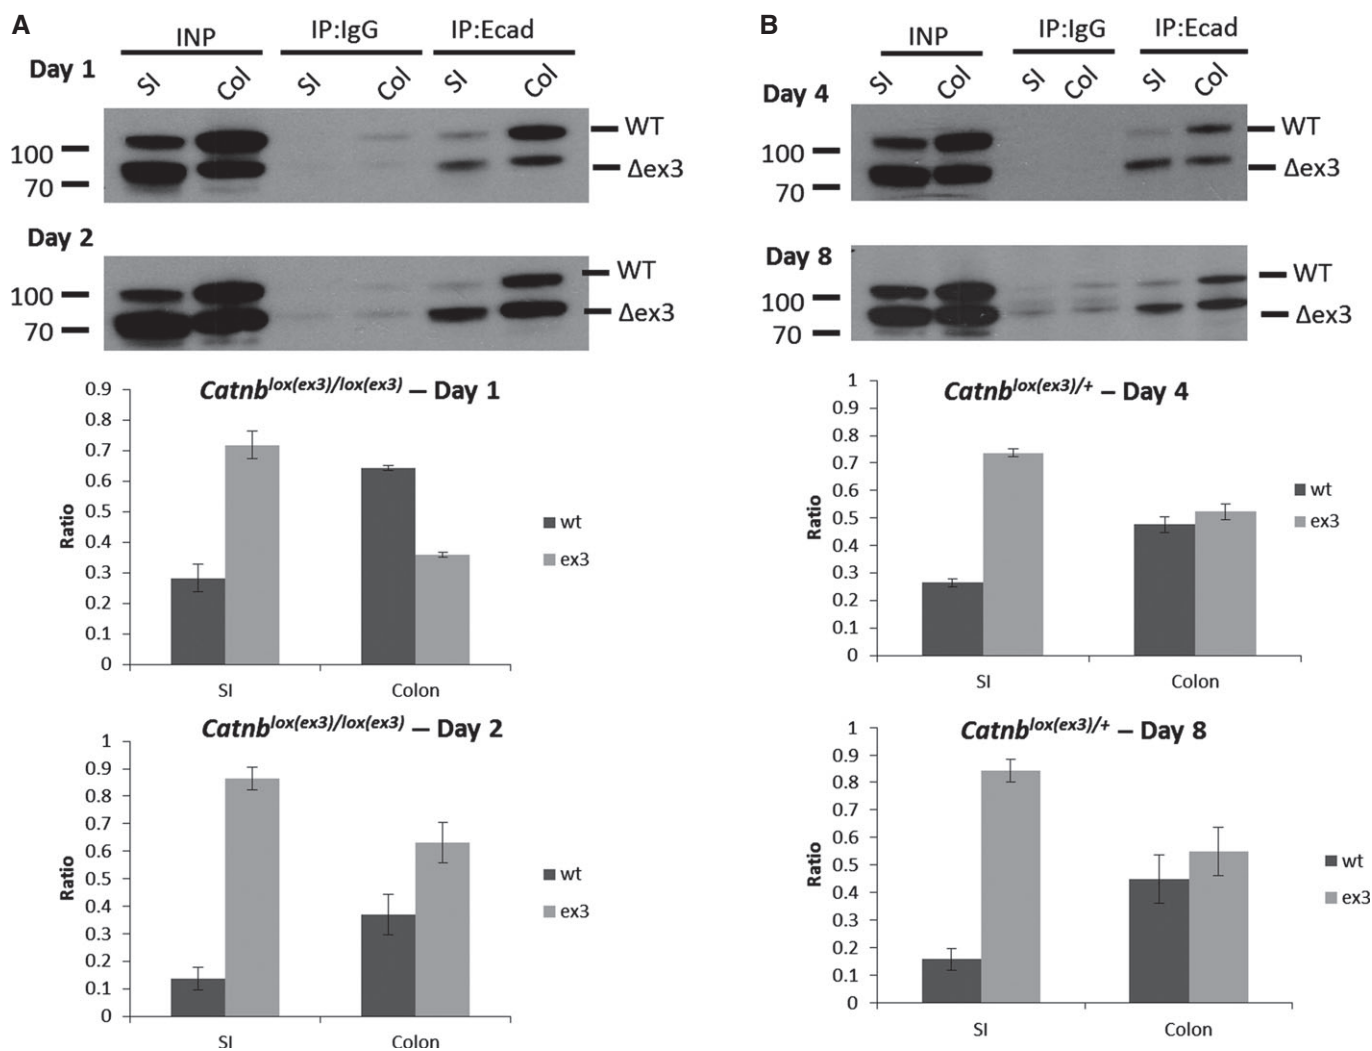 A
INP IP:IgG IP:Ecad
Day 1
SI Col SI Col SI Col
100
70
WT
Δex3
Day 2
100
70
WT
Δex3
Catnb^lox(ex3)/lox(ex3) – Day 1
0.9
0.8
0.7
0.6
0.5
0.4
0.3
0.2
0.1
0
Ratio
SI Colon
wt
ex3
Catnb^lox(ex3)/lox(ex3) – Day 2
1
0.9
0.8
0.7
0.6
0.5
0.4
0.3
0.2
0.1
0
Ratio
SI Colon
wt
ex3
B
INP IP:IgG IP:Ecad
SI Col SI Col SI Col
Day 4
100
70
WT
Δex3
Day 8
100
70
WT
Δex3
Catnb^lox(ex3)/+ – Day 4
1
0.9
0.8
0.7
0.6
0.5
0.4
0.3
0.2
0.1
0
Ratio
SI Colon
wt
ex3
Catnb^lox(ex3)/+ – Day 8
1
0.9
0.8
0.7
0.6
0.5
0.4
0.3
0.2
0.1
0
Ratio
SI Colon
wt
ex3